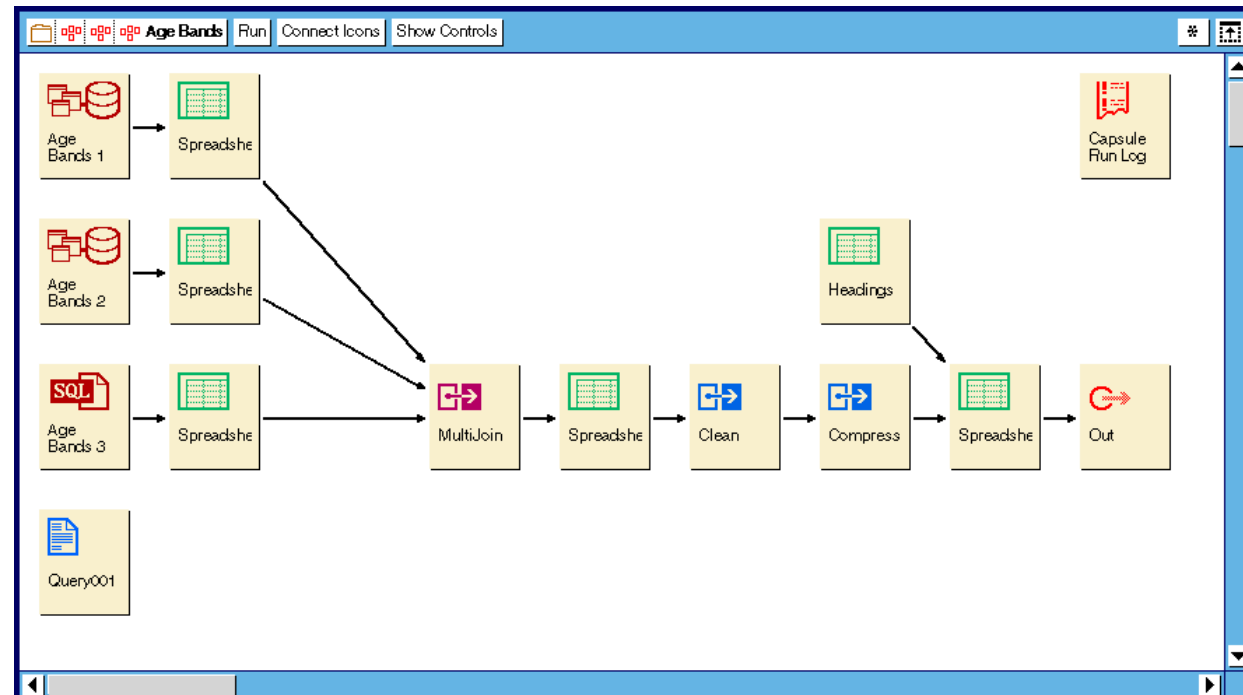 Age Bands Run Connect Icons Show Controls *
Age
Bands 1
Spreadshe
Capsule
Run Log
Age
Bands 2
Spreadshe
Headings
SQL
Age
Bands 3
Spreadshe
MultiJoin
Spreadshe
Clean
Compress
Spreadshe
Out
Query001